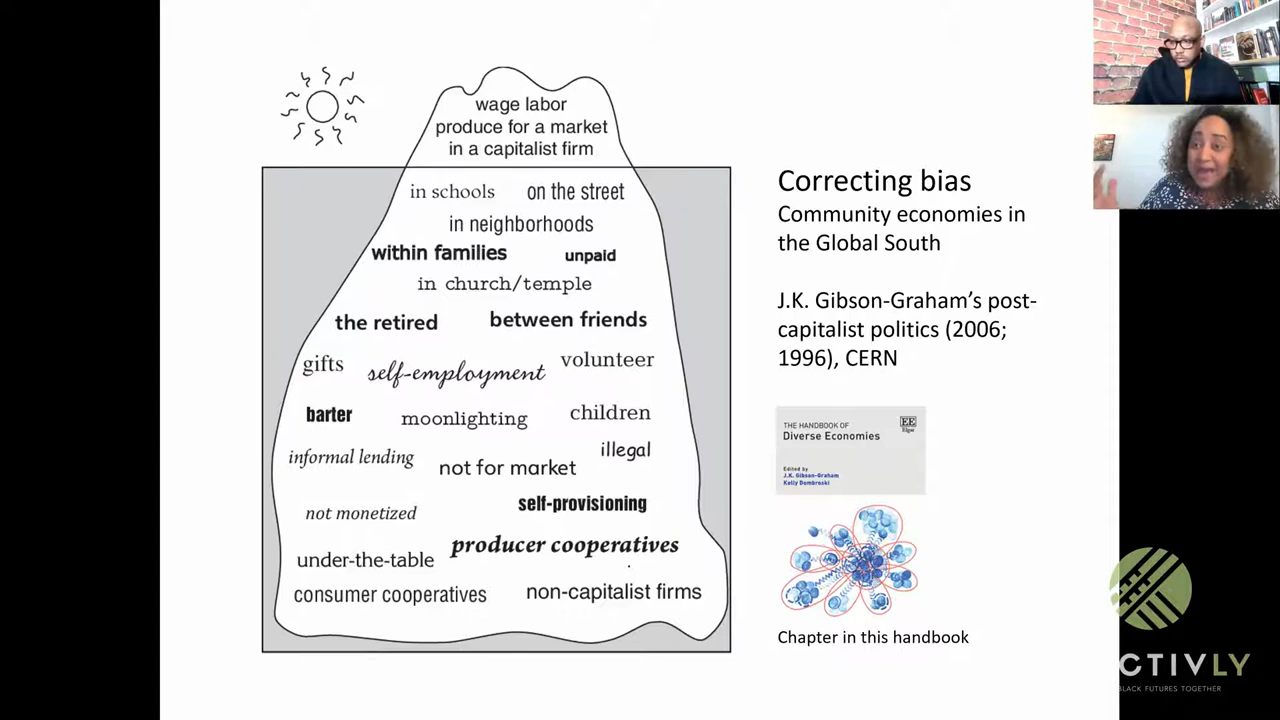 wage labor
produce for a market
in a capitalist firm
in schools on the street
in neighborhoods
within families unpaid
in church/temple
the retired between friends
gifts self-employment volunteer
barter moonlighting children
informal lending not for market illegal
not monetized self-provisioning
under-the-table producer cooperatives
consumer cooperatives non-capitalist firms
Correcting bias
Community economies in
the Global South
J.K. Gibson-Graham’s post-
capitalist politics (2006;
1996), CERN
THE HANDBOOK OF
Diverse Economies
EE
Elgar
Edited by
J.K. Gibson-Graham
Kelly Dombroski
Chapter in this handbook
CTIVLY
BLACK FUTURES TOGETHER